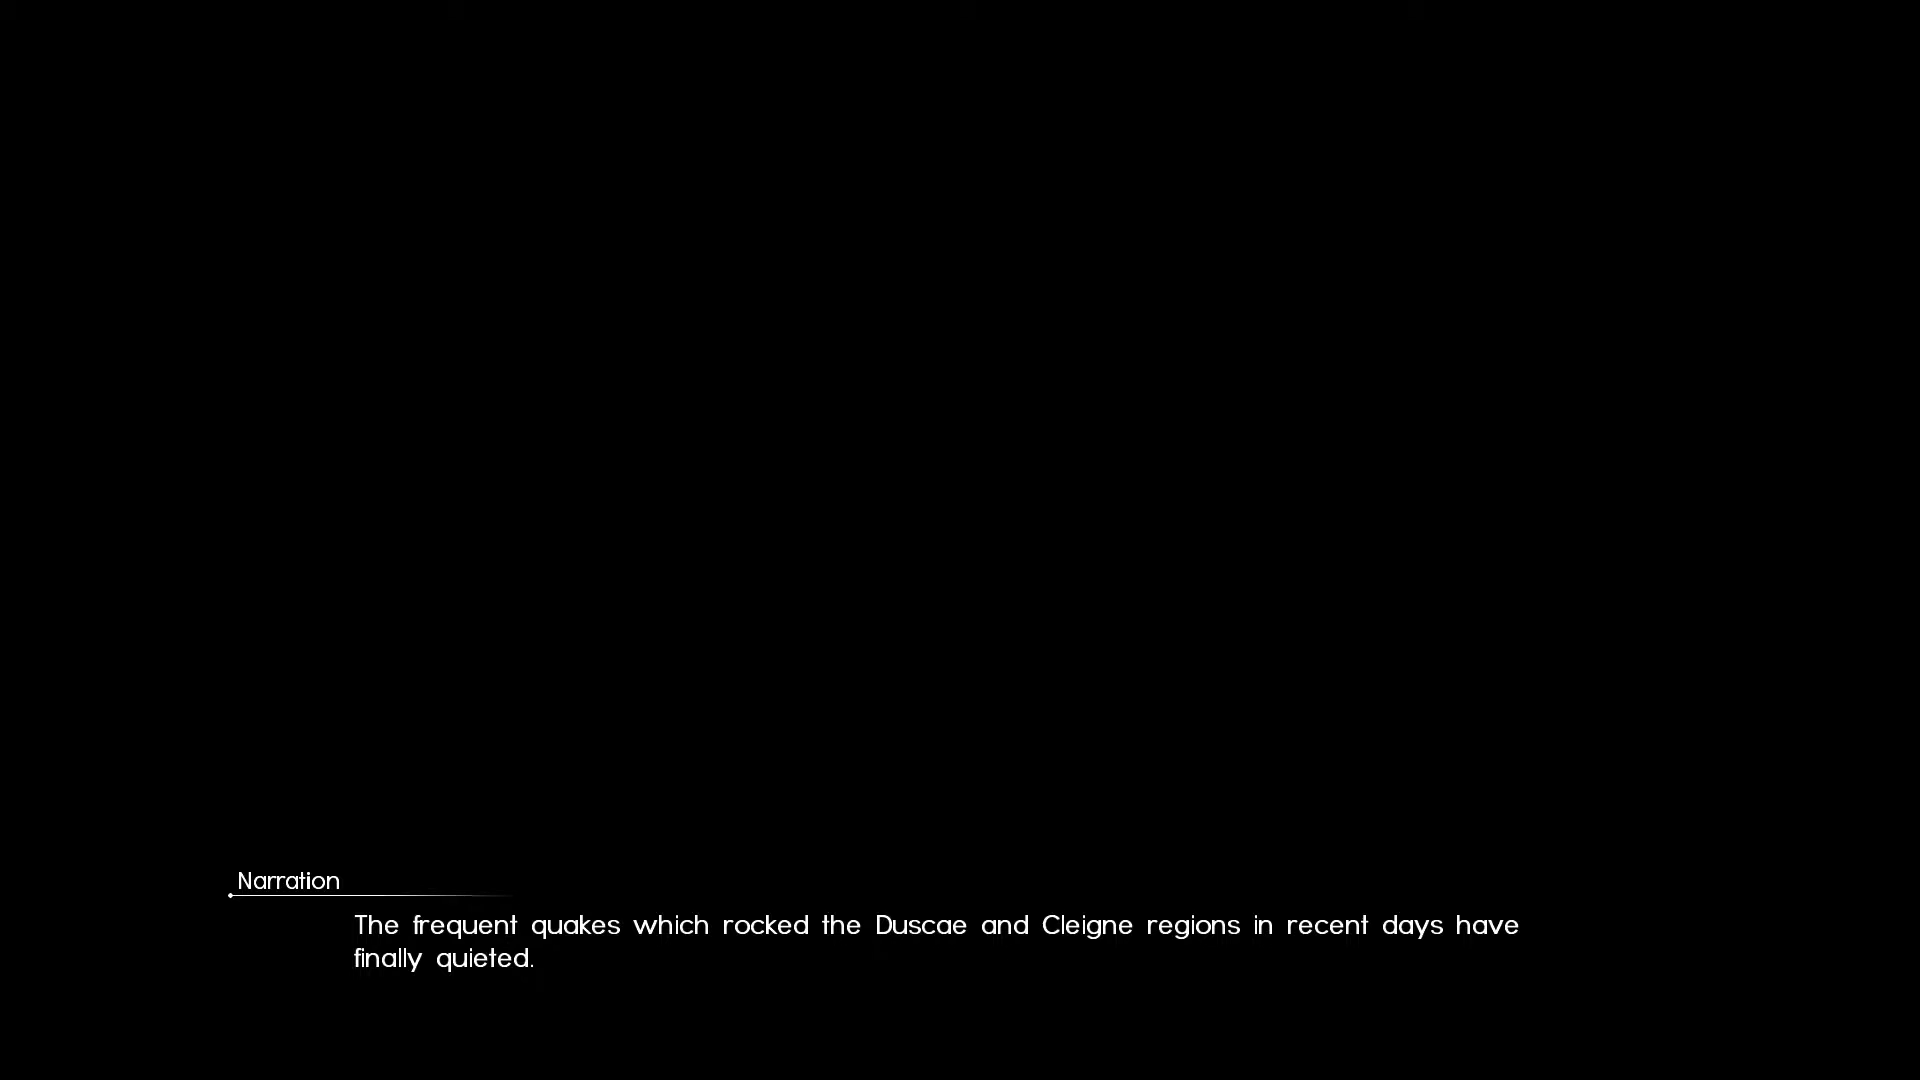 Narration
The frequent quakes which rocked the Duscae and Cleigne regions in recent days have
finally quieted.